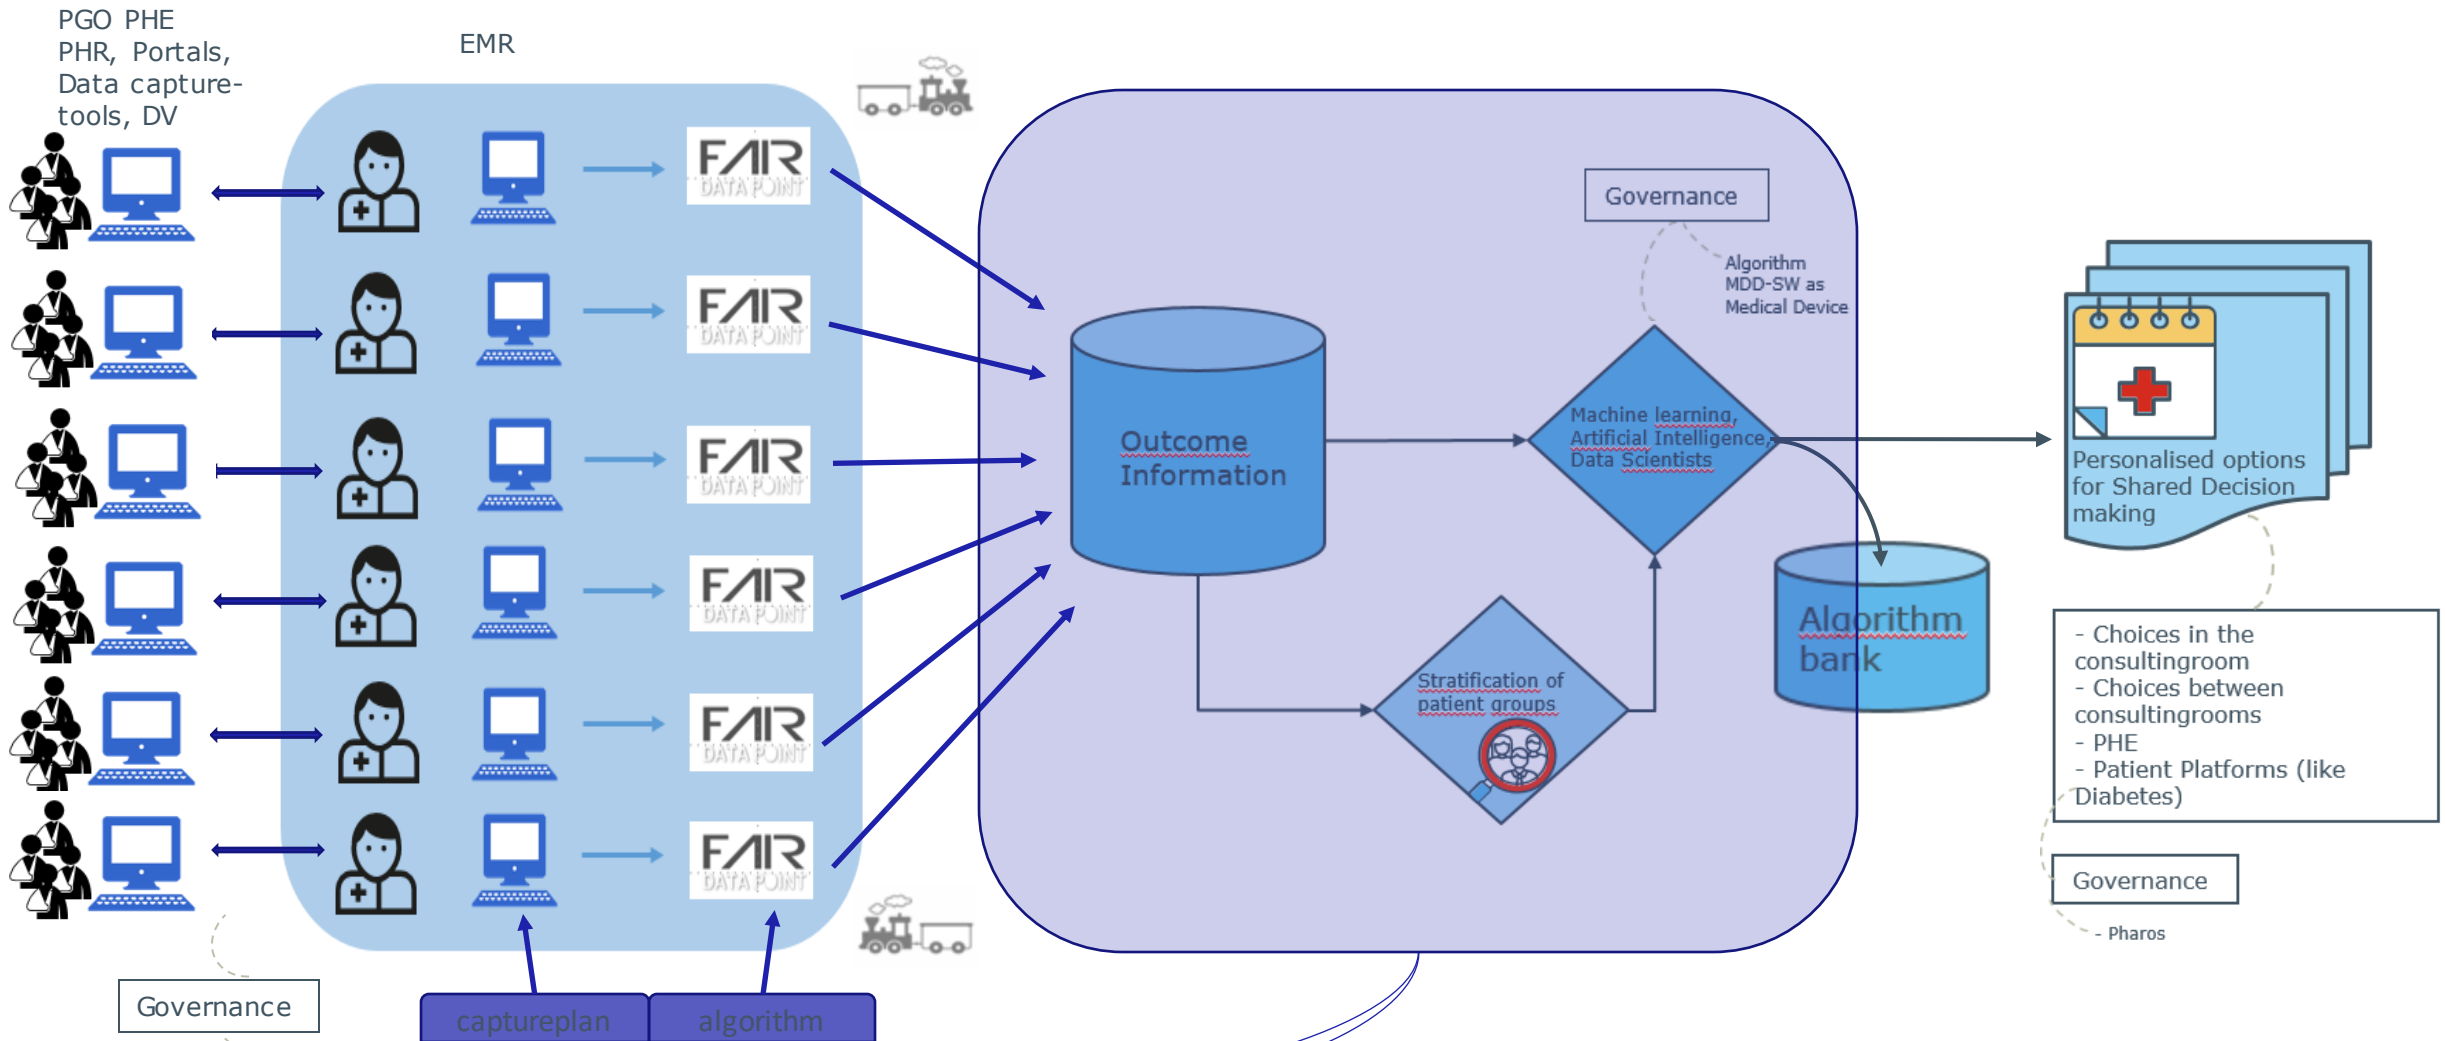 PGO PHE
PHR, Portals,
Data capture-
tools, DV
EMR
FAIR
DATA POINT
FAIR
DATA POINT
FAIR
DATA POINT
FAIR
DATA POINT
FAIR
DATA POINT
FAIR
DATA POINT
Governance
captureplan
algorithm
Outcome
Information
Governance
Algorithm
MDD-SW as
Medical Device
Machine learning,
Artificial Intelligence,
Data Scientists
Stratification of
patient groups
Algorithm
bank
Personalised options
for Shared Decision
making
- Choices in the
consultingroom
- Choices between
consultingrooms
- PHE
- Patient Platforms (like
Diabetes)
Governance
- Pharos